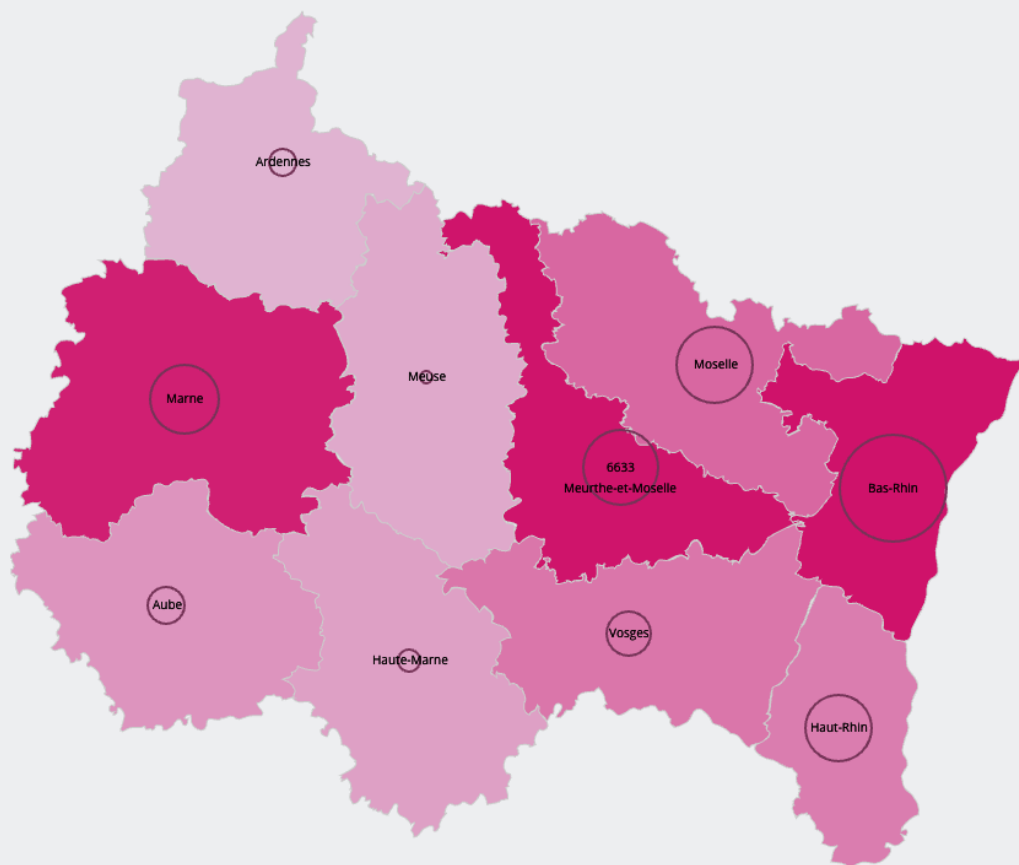 Ardennes
Moselle
Meuse
Marne
6633
Meurthe-et-Moselle
Bas-Rhin
Aube
Vosges
Haute-Marne
Haut-Rhin